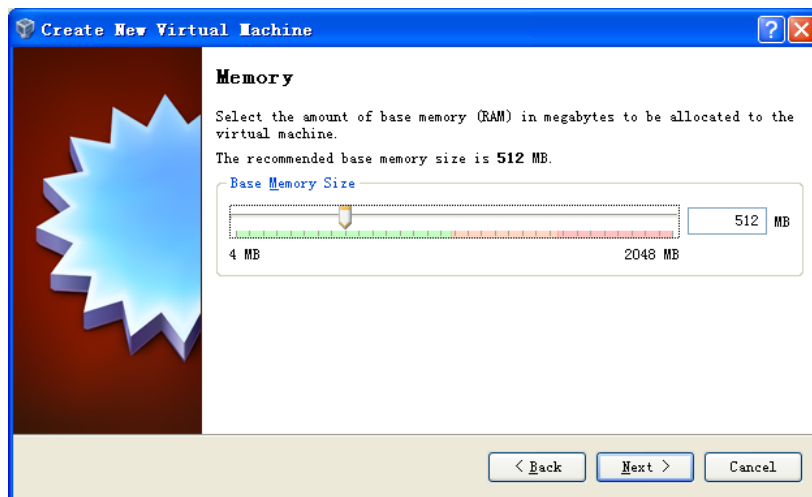 Create New Virtual Machine
Memory
Select the amount of base memory (RAM) in megabytes to be allocated to the
virtual machine.
The recommended base memory size is 512 MB.
Base Memory Size
512 MB
4 MB 2048 MB
< Back Next > Cancel